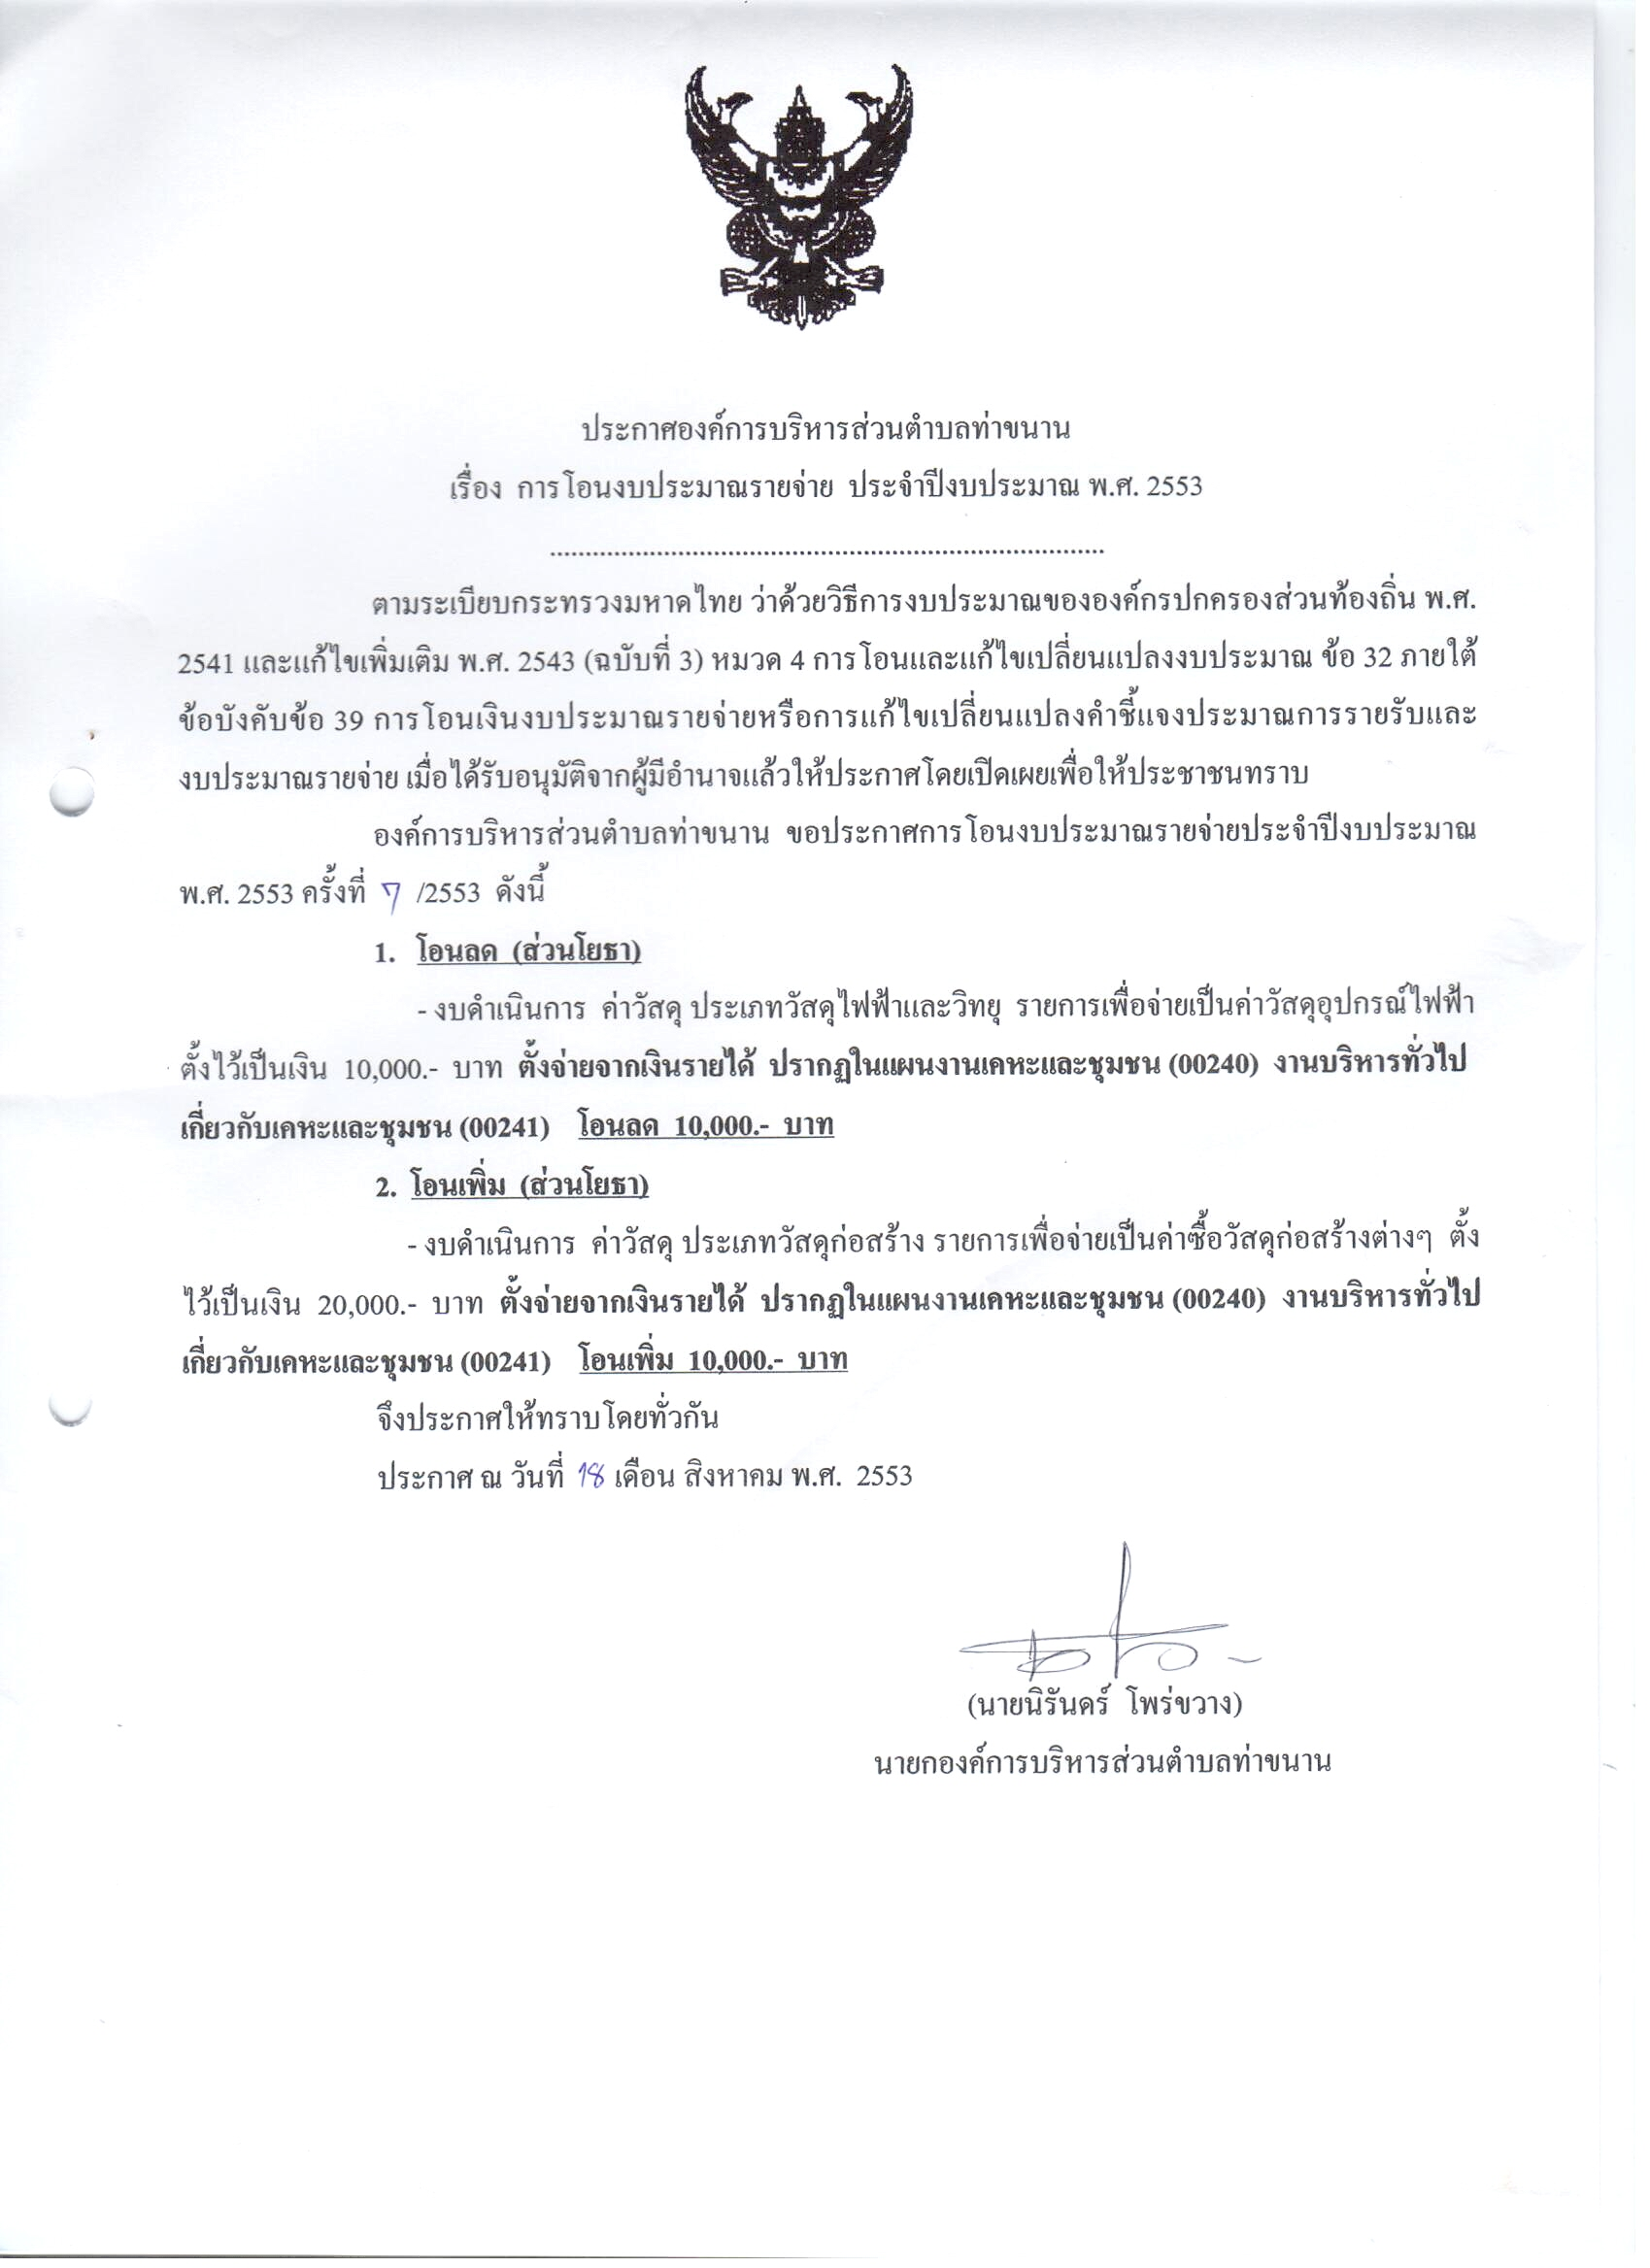 ประกาศองค์การบริหารส่วนตำบลท่าขนาน
เรื่อง การโอนงบประมาณรายจ่าย ประจำปีงบประมาณ พ.ศ. 2553
ตามระเบียบกระทรวงมหาดไทย ว่าด้วยวิธีการงบประมาณขององค์กรปกครองส่วนท้องถิ่น พ.ศ.
2541 และแก้ไขเพิ่มเติม พ.ศ. 2543 (ฉบับที่ 3) หมวด 4 การโอนและแก้ไขเปลี่ยนแปลงงบประมาณ ข้อ 32 ภายใต้
ข้อบังคับข้อ 39 การโอนเงินงบประมาณรายจ่ายหรือการแก้ไขเปลี่ยนแปลงคำชี้แจงประมาณการรายรับและ
งบประมาณรายจ่าย เมื่อได้รับอนุมัติจากผู้มีอำนาจแล้วให้ประกาศโดยเปิดเผยเพื่อให้ประชาชนทราบ
องค์การบริหารส่วนตำบลท่าขนาน ขอประกาศการโอนงบประมาณรายจ่ายประจำปีงบประมาณ
พ.ศ. 2553 ครั้งที่ 7 /2553 ดังนี้
1. โอนลด (ส่วนโยธา)
- งบดำเนินการ ค่าวัสดุ ประเภทวัสดุไฟฟ้าและวิทยุ รายการเพื่อจ่ายเป็นค่าวัสดุอุปกรณ์ไฟฟ้า
ตั้งไว้เป็นเงิน 10,000.- บาท ตั้งจ่ายจากเงินรายได้ ปรากฏในแผนงานเคหะและชุมชน (00240) งานบริหารทั่วไป
เกี่ยวกับเคหะและชุมชน (00241) โอนลด 10,000.- บาท
2. โอนเพิ่ม (ส่วนโยธา)
- งบดำเนินการ ค่าวัสดุ ประเภทวัสดุก่อสร้าง รายการเพื่อจ่ายเป็นค่าซื้อวัสดุก่อสร้างต่างๆ ตั้ง
ไว้เป็นเงิน 20,000.- บาท ตั้งจ่ายจากเงินรายได้ ปรากฏในแผนงานเคหะและชุมชน (00240) งานบริหารทั่วไป
เกี่ยวกับเคหะและชุมชน (00241) โอนเพิ่ม 10,000.- บาท
จึงประกาศให้ทราบโดยทั่วกัน
ประกาศ ณ วันที่ 18 เดือน สิงหาคม พ.ศ. 2553
(นายนิรันดร์ โพร่ขวาง)
นายกองค์การบริหารส่วนตำบลท่าขนาน